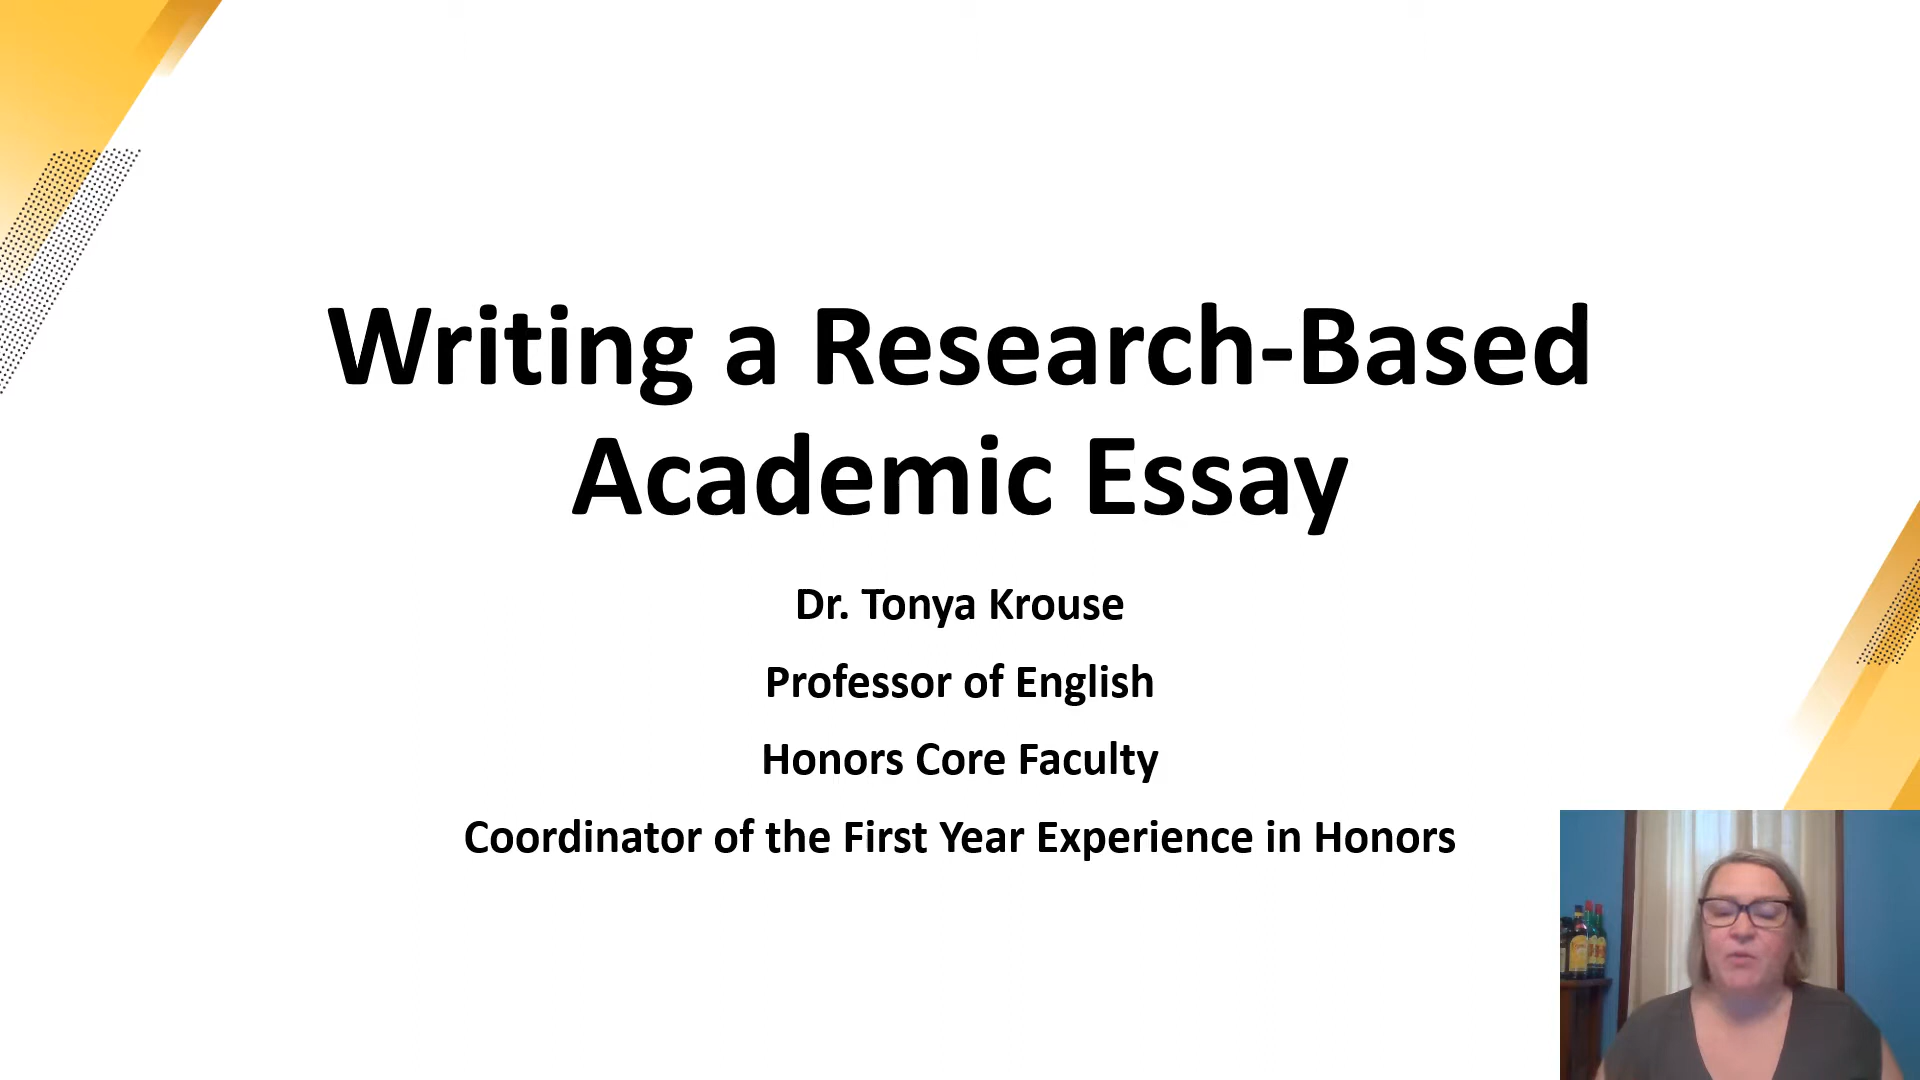 Writing a Research-Based
Academic Essay
Dr. Tonya Krouse
Professor of English
Honors Core Faculty
Coordinator of the First Year Experience in Honors